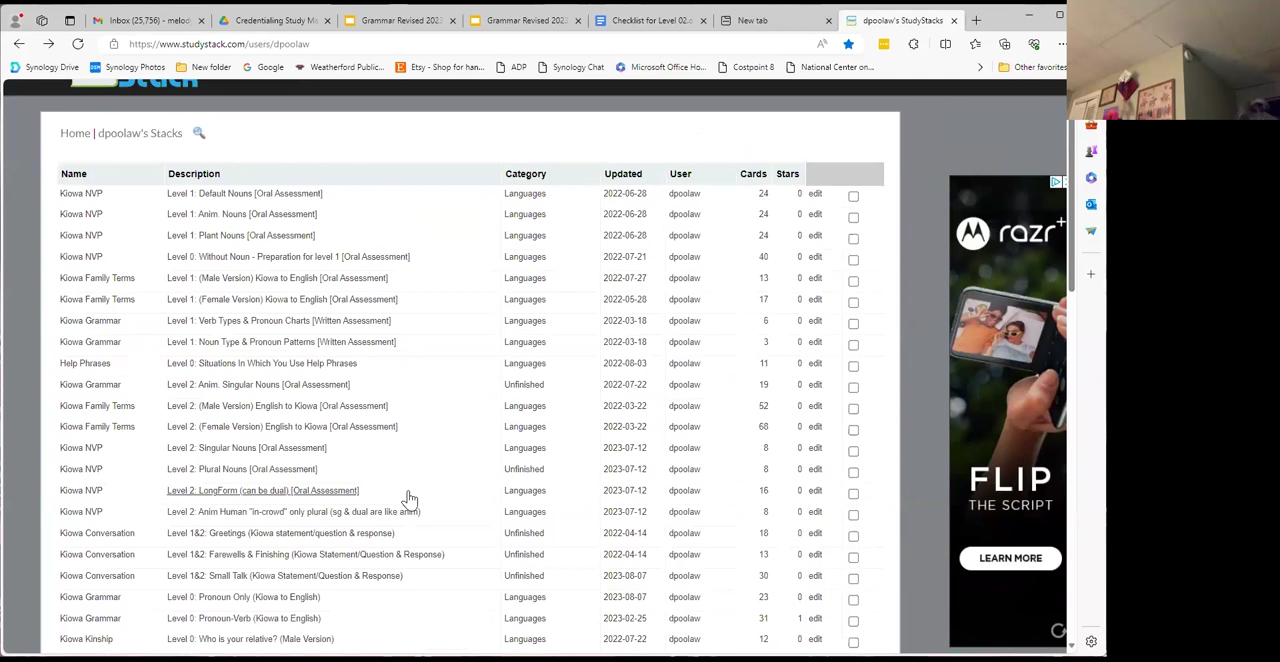 Inbox (25,756) - melod
Credentialing Study M
Grammar Revised 2023
Grammar Revised 2023
Checklist for Level 02.o
New tab
dpoolaw's StudyStacks
https://www.studystack.com/users/dpoolaw
Synology Drive
Synology Photos
New folder
Google
Weatherford Public...
Etsy - Shop for han...
ADP
Synology Chat
Microsoft Office Ho...
Costpoint 8
National Center on...
Other favorites
Stack
Home | dpoolaw's Stacks
Name Description Category Updated User Cards Stars
Kiowa NVP Level 1: Default Nouns [Oral Assessment] Languages 2022-06-28 dpoolaw 24 0 edit
Kiowa NVP Level 1: Anim. Nouns [Oral Assessment] Languages 2022-06-28 dpoolaw 24 0 edit
Kiowa NVP Level 1: Plant Nouns [Oral Assessment] Languages 2022-06-28 dpoolaw 24 0 edit
Kiowa NVP Level 0: Without Noun - Preparation for level 1 [Oral Assessment] Languages 2022-07-21 dpoolaw 40 0 edit
Kiowa Family Terms Level 1: (Male Version) Kiowa to English [Oral Assessment] Languages 2022-07-27 dpoolaw 13 0 edit
Kiowa Family Terms Level 1: (Female Version) Kiowa to English [Oral Assessment] Languages 2022-05-28 dpoolaw 17 0 edit
Kiowa Grammar Level 1: Verb Types & Pronoun Charts [Written Assessment] Languages 2022-03-18 dpoolaw 6 0 edit
Kiowa Grammar Level 1: Noun Type & Pronoun Patterns [Written Assessment] Languages 2022-03-18 dpoolaw 3 0 edit
Help Phrases Level 0: Situations In Which You Use Help Phrases Languages 2022-08-03 dpoolaw 11 0 edit
Kiowa Grammar Level 2: Anim. Singular Nouns [Oral Assessment] Unfinished 2022-07-22 dpoolaw 19 0 edit
Kiowa Family Terms Level 2: (Male Version) English to Kiowa [Oral Assessment] Languages 2022-03-22 dpoolaw 52 0 edit
Kiowa Family Terms Level 2: (Female Version) English to Kiowa [Oral Assessment] Languages 2022-03-22 dpoolaw 68 0 edit
Kiowa NVP Level 2: Singular Nouns [Oral Assessment] Languages 2023-07-12 dpoolaw 8 0 edit
Kiowa NVP Level 2: Plural Nouns [Oral Assessment] Unfinished 2023-07-12 dpoolaw 8 0 edit
Kiowa NVP Level 2: LongForm (can be dual) [Oral Assessment] Languages 2023-07-12 dpoolaw 16 0 edit
Kiowa NVP Level 2: Anim Human "in-crowd" only plural (sg & dual are like anim) Languages 2023-07-12 dpoolaw 8 0 edit
Kiowa Conversation Level 1&2: Greetings (Kiowa statement/question & response) Unfinished 2022-04-14 dpoolaw 18 0 edit
Kiowa Conversation Level 1&2: Farewells & Finishing (Kiowa Statement/Question & Response) Unfinished 2022-04-14 dpoolaw 13 0 edit
Kiowa Conversation Level 1&2: Small Talk (Kiowa Statement/Question & Response) Unfinished 2023-08-07 dpoolaw 30 0 edit
Kiowa Grammar Level 0: Pronoun Only (Kiowa to English) Languages 2023-08-07 dpoolaw 23 0 edit
Kiowa Grammar Level 0: Pronoun-Verb (Kiowa to English) Languages 2023-02-25 dpoolaw 31 1 edit
Kiowa Kinship Level 0: Who is your relative? (Male Version) Languages 2022-07-22 dpoolaw 12 0 edit
razr+
FLIP
THE SCRIPT
LEARN MORE